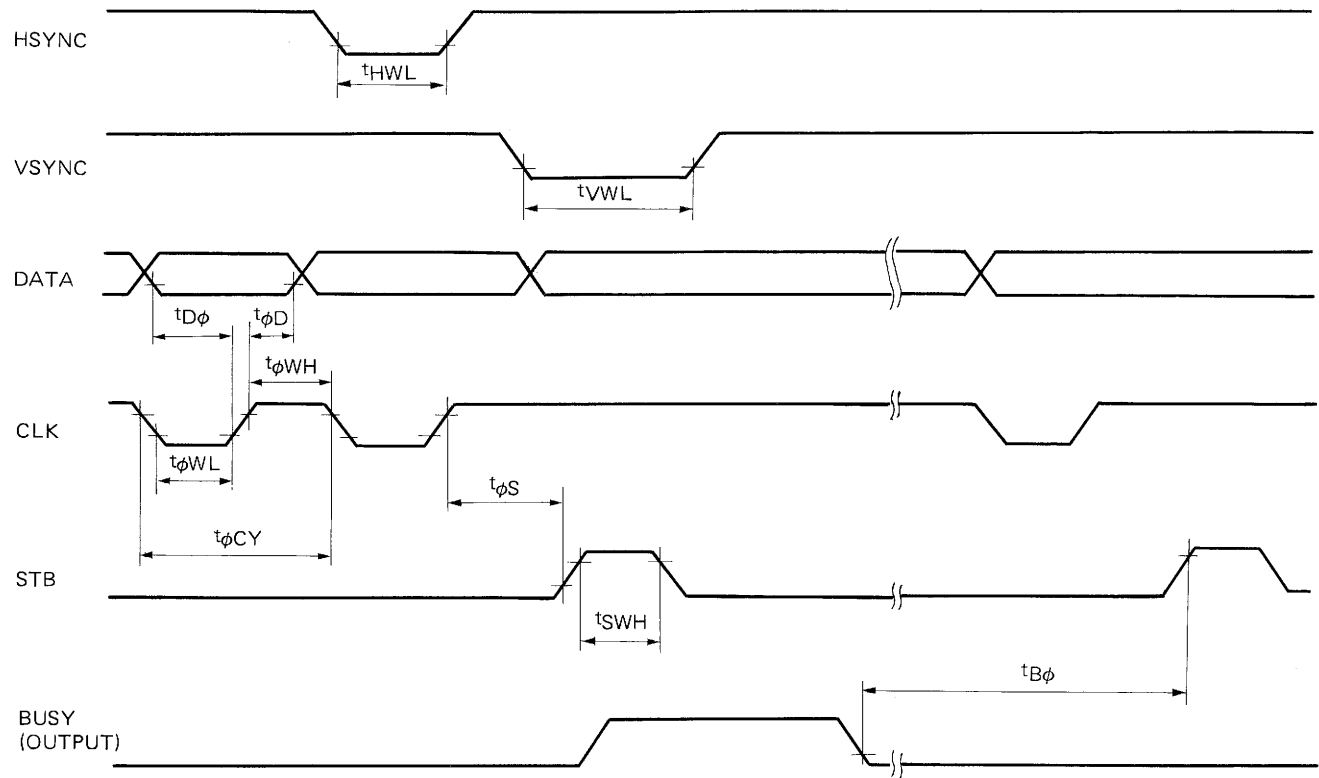 HSYNC
tHWL
VSYNC
tVWL
DATA
tDφ
tφD
tφWH
CLK
tφWL
tφS
tφCY
STB
tSWH
tBφ
BUSY
(OUTPUT)